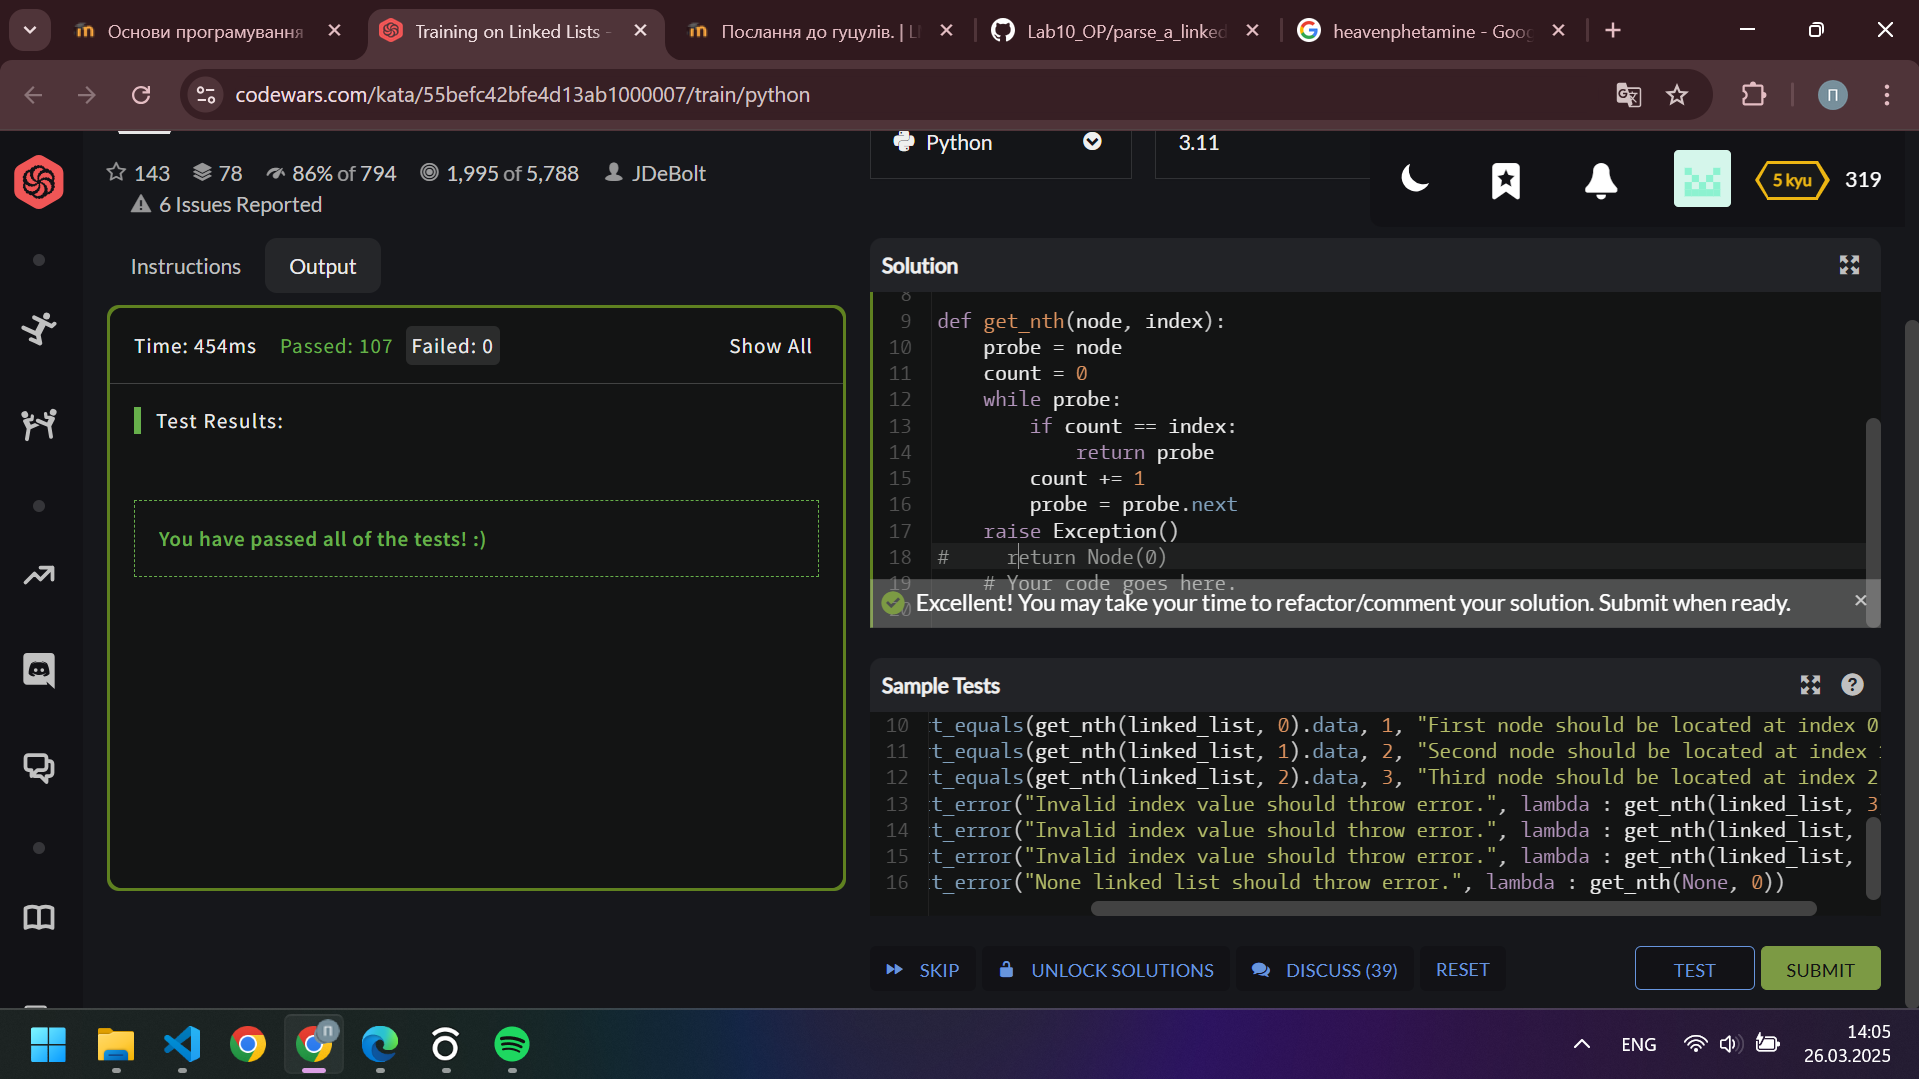 Основи програмування
Training on Linked Lists -
Послання до гуцулів. |
Lab10_OP/parse_a_linked
heavenphetamine - Goo
codewars.com/kata/55befc42bfe4d13ab1000007/train/python
П
Python
3.11
143
78
86% of 794
1,995 of 5,788
JDeBolt
6 Issues Reported
5 kyu
319
Instructions
Output
Time: 454ms
Passed: 107
Failed: 0
Show All
Test Results:
You have passed all of the tests! :)
Solution
8
9 def get_nth(node, index):
10 probe = node
11 count = 0
12 while probe:
13 if count == index:
14 return probe
15 count += 1
16 probe = probe.next
17 raise Exception()
18 # return Node(0)
19 # Your code goes here.
Excellent! You may take your time to refactor/comment your solution. Submit when ready.
Sample Tests
10 t_equals(get_nth(linked_list, 0).data, 1, "First node should be located at index 0
11 t_equals(get_nth(linked_list, 1).data, 2, "Second node should be located at index
12 t_equals(get_nth(linked_list, 2).data, 3, "Third node should be located at index 2
13 t_error("Invalid index value should throw error.", lambda : get_nth(linked_list, 3
14 t_error("Invalid index value should throw error.", lambda : get_nth(linked_list,
15 t_error("Invalid index value should throw error.", lambda : get_nth(linked_list,
16 t_error("None linked list should throw error.", lambda : get_nth(None, 0))
SKIP
UNLOCK SOLUTIONS
DISCUSS (39)
RESET
TEST
SUBMIT
П
ENG
14:05
26.03.2025